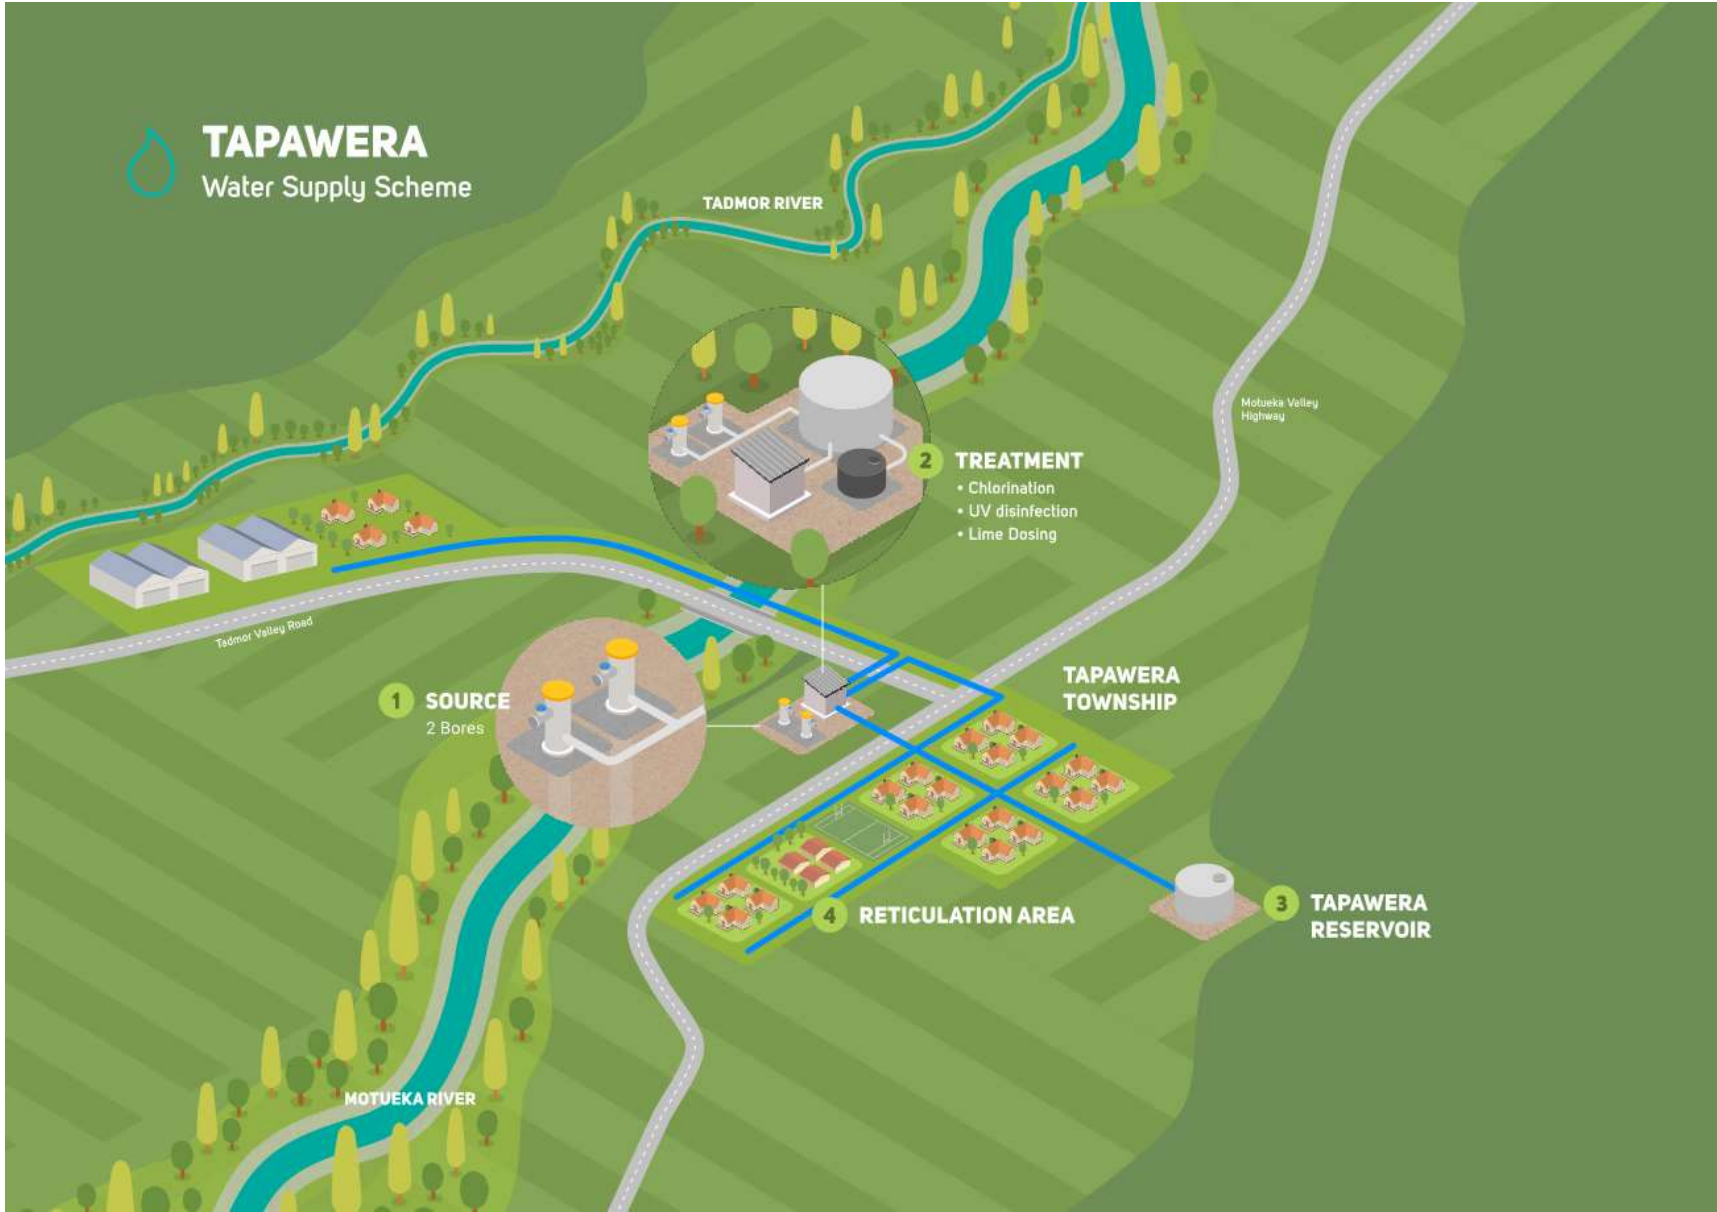 TAPAWERA
Water Supply Scheme
TADMOR RIVER
Motueka Valley
Highway
2
TREATMENT
• Chlorination
• UV disinfection
• Lime Dosing
Tadmor Valley Road
1
SOURCE
2 Bores
TAPAWERA
TOWNSHIP
4
RETICULATION AREA
3
TAPAWERA
RESERVOIR
MOTUEKA RIVER